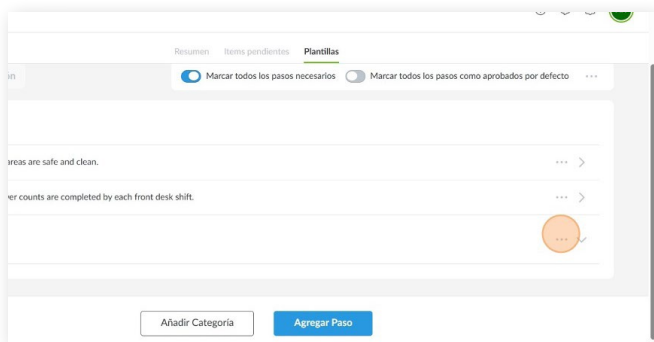 Resumen Items pendientes Plantillas
Marcar todos los pasos necesarios Marcar todos los pasos como aprobados por defecto
areas are safe and clean.
counts are completed by each front desk shift.
Añadir Categoría Agregar Paso